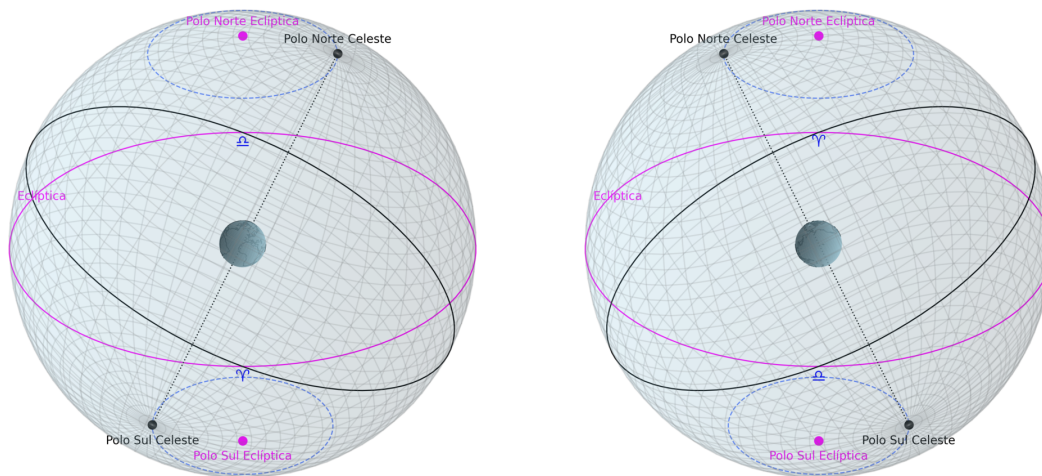 Polo Norte Eclíptica
Polo Norte Celeste
♎
Eclíptica
♈
Polo Sul Celeste
Polo Sul Eclíptica
Polo Norte Eclíptica
Polo Norte Celeste
♈
Eclíptica
♎
Polo Sul Celeste
Polo Sul Eclíptica